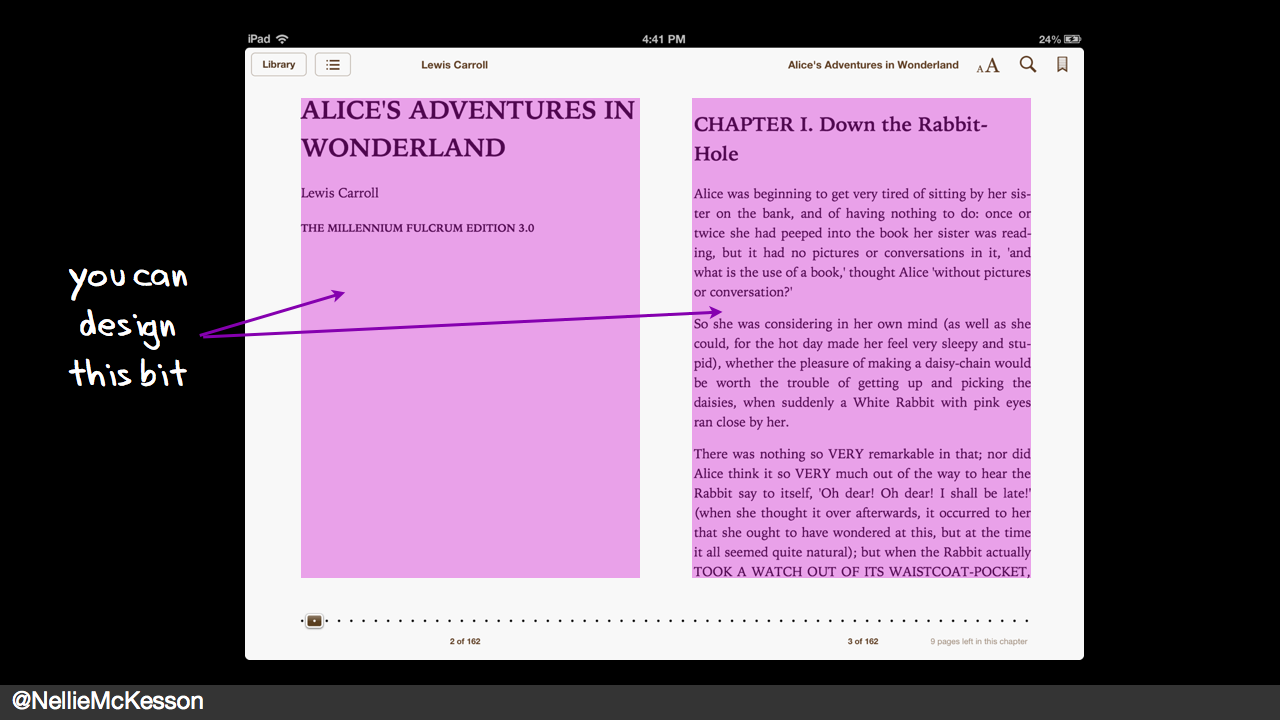 iPad
4:41 PM
24%
Library
Lewis Carroll
Alice's Adventures in Wonderland
AA
ALICE'S ADVENTURES IN
WONDERLAND
Lewis Carroll
THE MILLENNIUM FULCRUM EDITION 3.0
CHAPTER I. Down the Rabbit-
Hole
Alice was beginning to get very tired of sitting by her sis-
ter on the bank, and of having nothing to do: once or
twice she had peeped into the book her sister was read-
ing, but it had no pictures or conversations in it, 'and
what is the use of a book,' thought Alice 'without pictures
or conversation?'
So she was considering in her own mind (as well as she
could, for the hot day made her feel very sleepy and stu-
pid), whether the pleasure of making a daisy-chain would
be worth the trouble of getting up and picking the
daisies, when suddenly a White Rabbit with pink eyes
ran close by her.
There was nothing so VERY remarkable in that; nor did
Alice think it so VERY much out of the way to hear the
Rabbit say to itself, 'Oh dear! Oh dear! I shall be late!'
(when she thought it over afterwards, it occurred to her
that she ought to have wondered at this, but at the time
it all seemed quite natural); but when the Rabbit actually
TOOK A WATCH OUT OF ITS WAISTCOAT-POCKET,
you can
design
this bit
2 of 162
3 of 162
9 pages left in this chapter
@NellieMcKesson